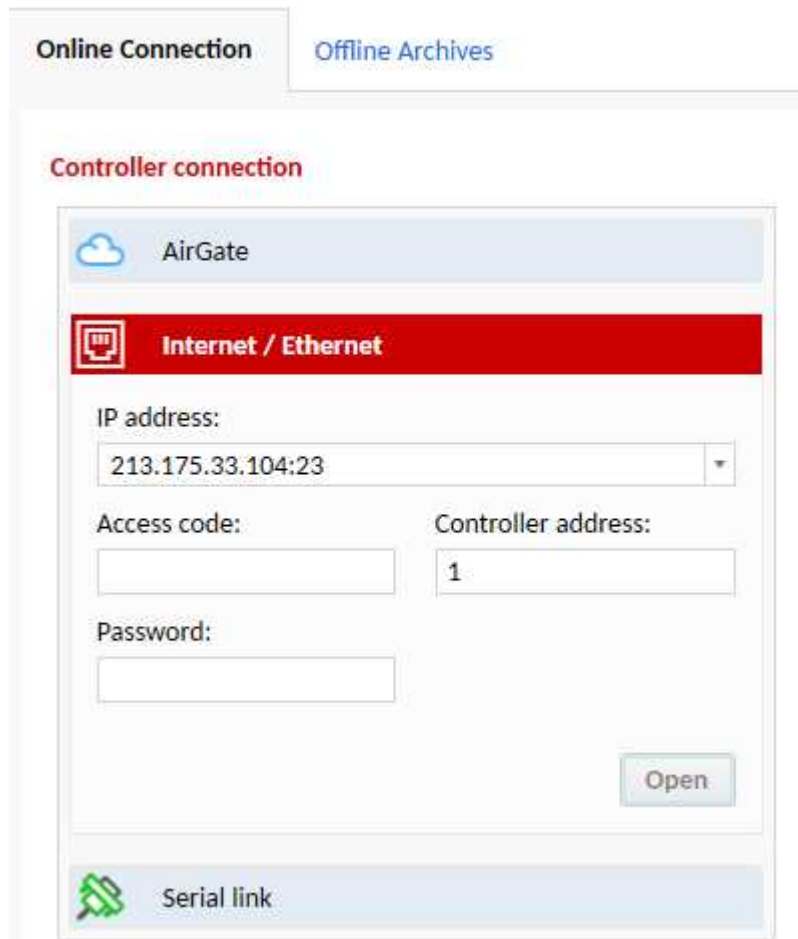 Online Connection
Offline Archives
Controller connection
AirGate
Internet / Ethernet
IP address:
213.175.33.104:23
Access code:
Controller address:
1
Password:
Open
Serial link